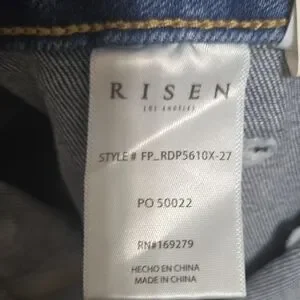 RISEN
LOS ANGELES
STYLE # FP_RDP5610X-27
PO 50022
RN#169279
HECHO EN CHINA
MADE IN CHINA